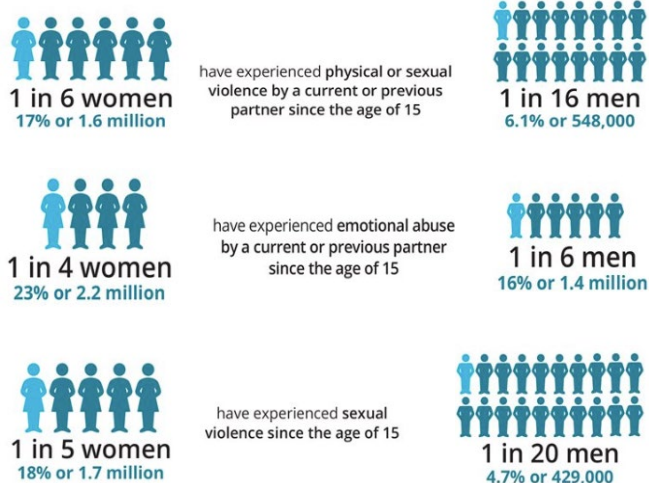 1 in 6 women
17% or 1.6 million
have experienced physical or sexual
violence by a current or previous
partner since the age of 15
1 in 16 men
6.1% or 548,000
1 in 4 women
23% or 2.2 million
have experienced emotional abuse
by a current or previous partner
since the age of 15
1 in 6 men
16% or 1.4 million
1 in 5 women
18% or 1.7 million
have experienced sexual
violence since the age of 15
1 in 20 men
4.7% or 429,000